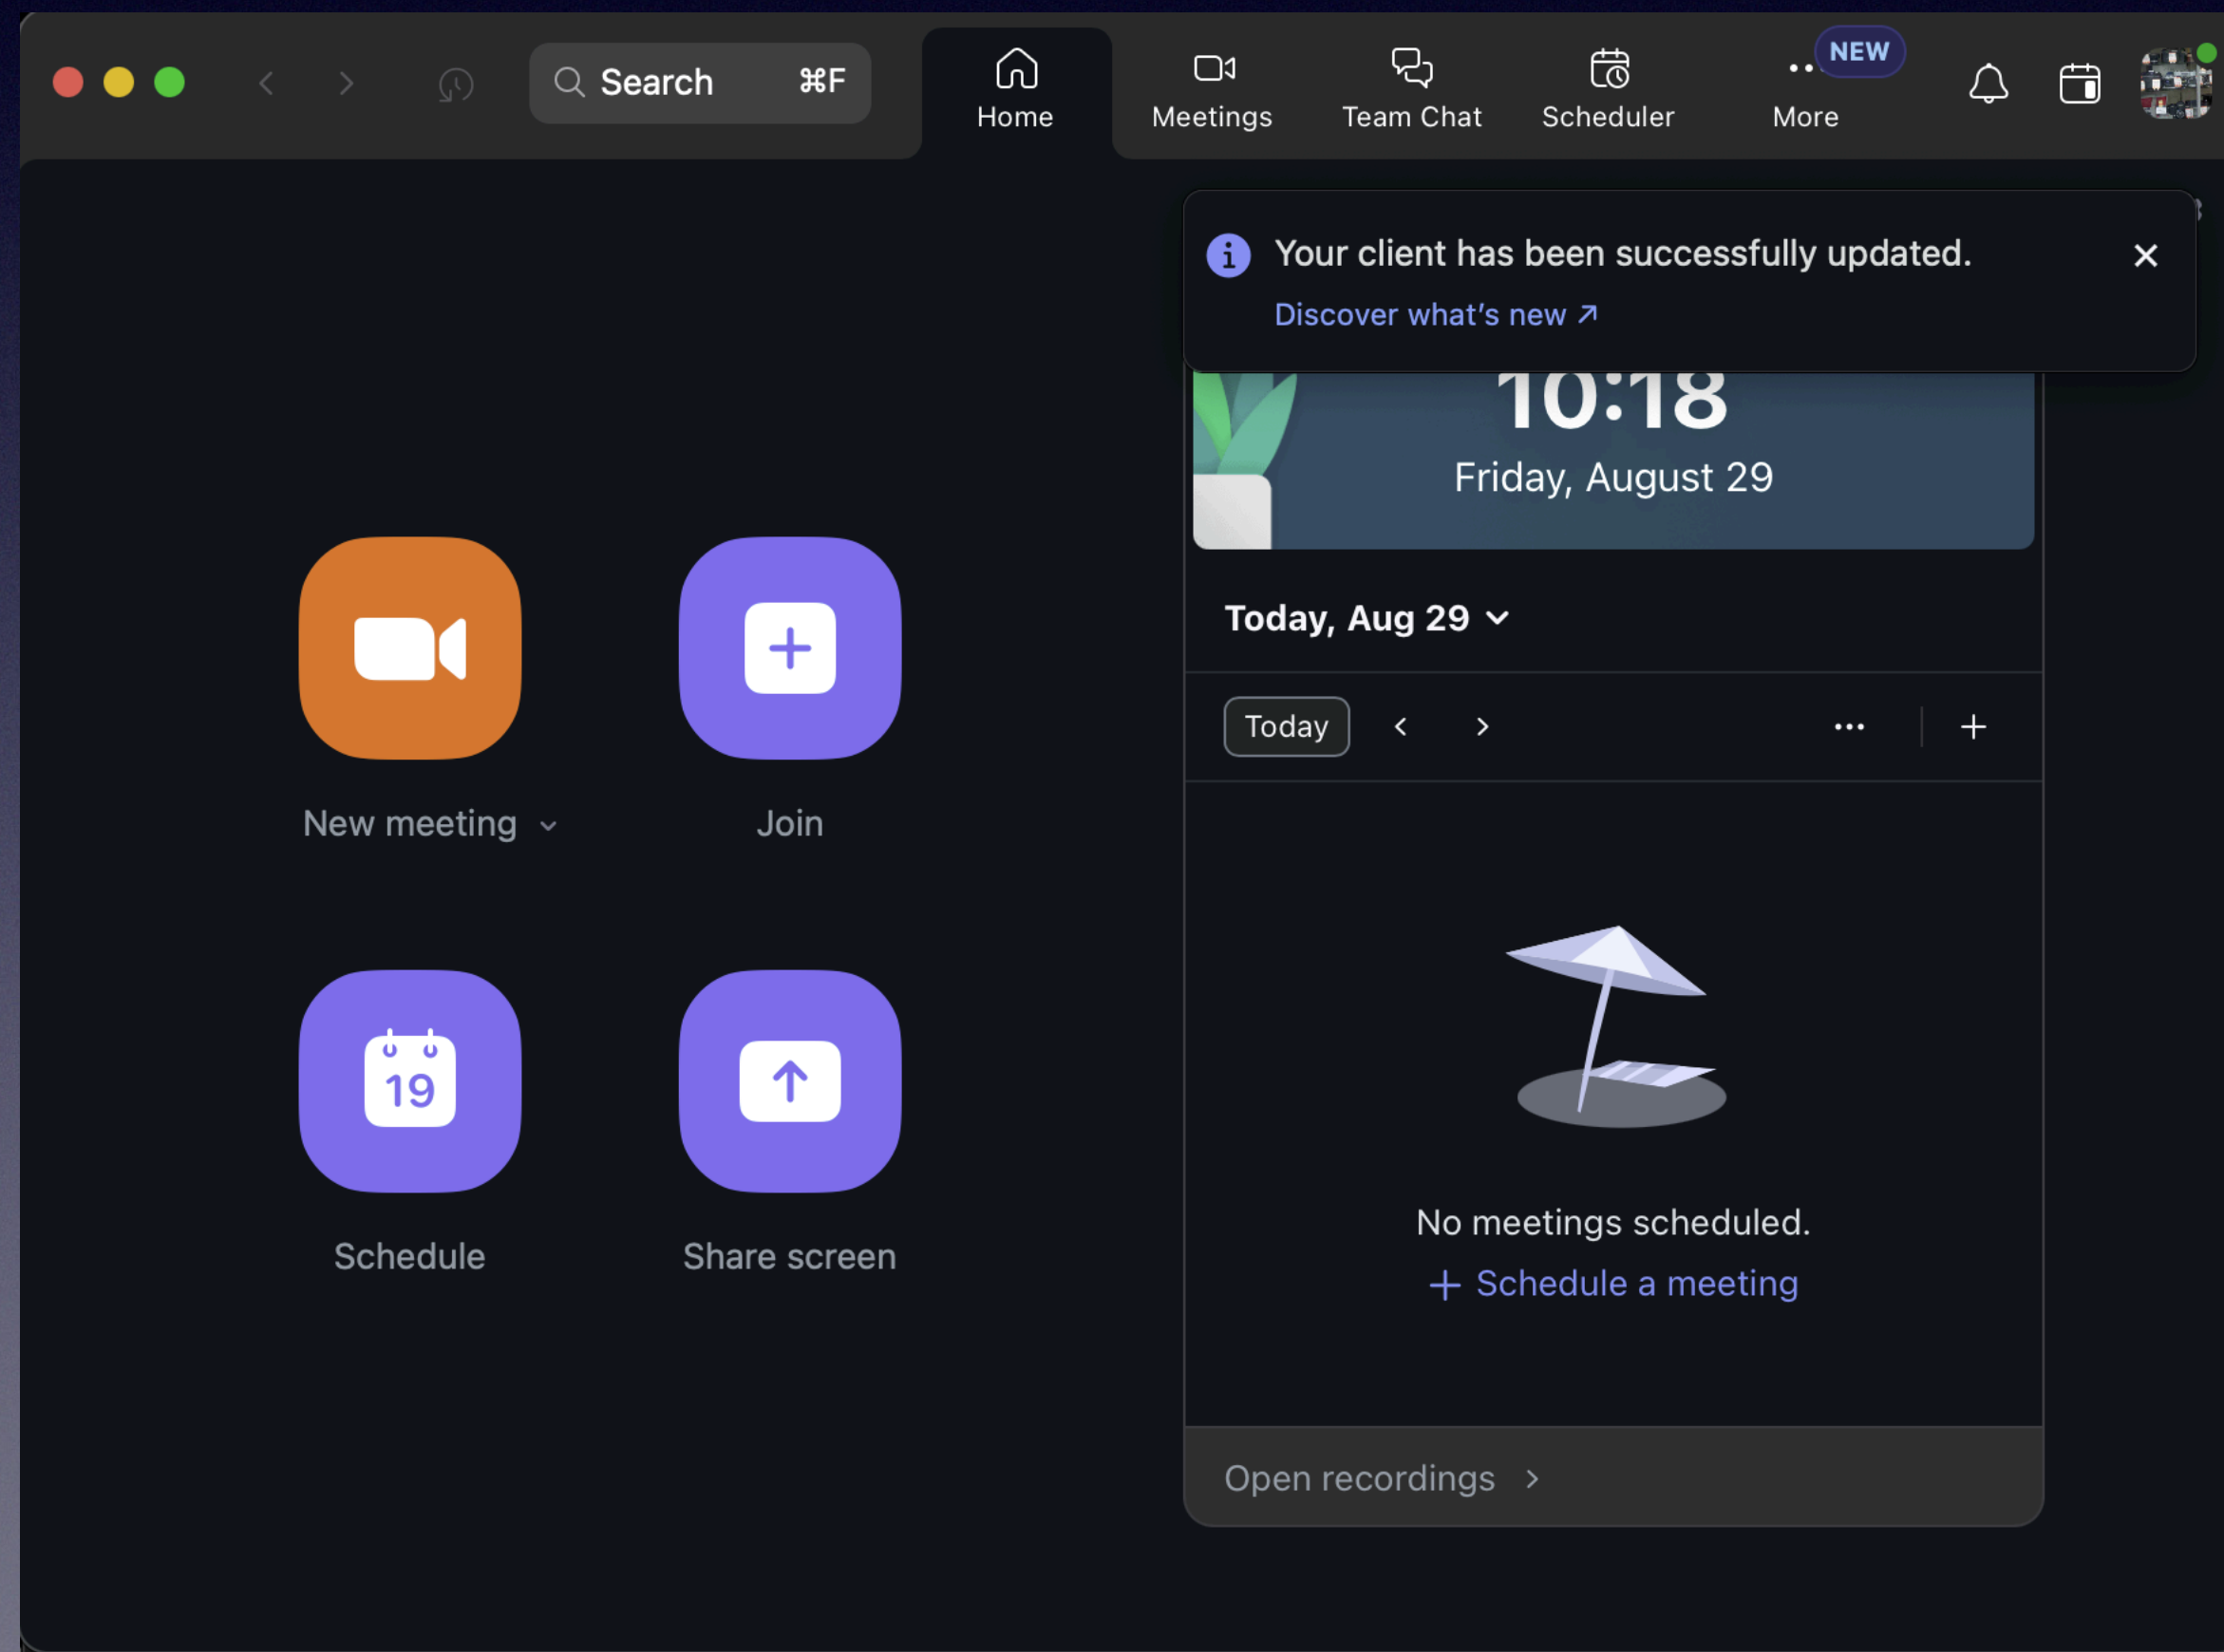 Search ⌘F
Home
Meetings
Team Chat
Scheduler
NEW
More
Your client has been successfully updated.
Discover what's new ↗
10:18
Friday, August 29
Today, Aug 29
Today
New meeting
Join
19
Schedule
Share screen
No meetings scheduled.
+ Schedule a meeting
Open recordings